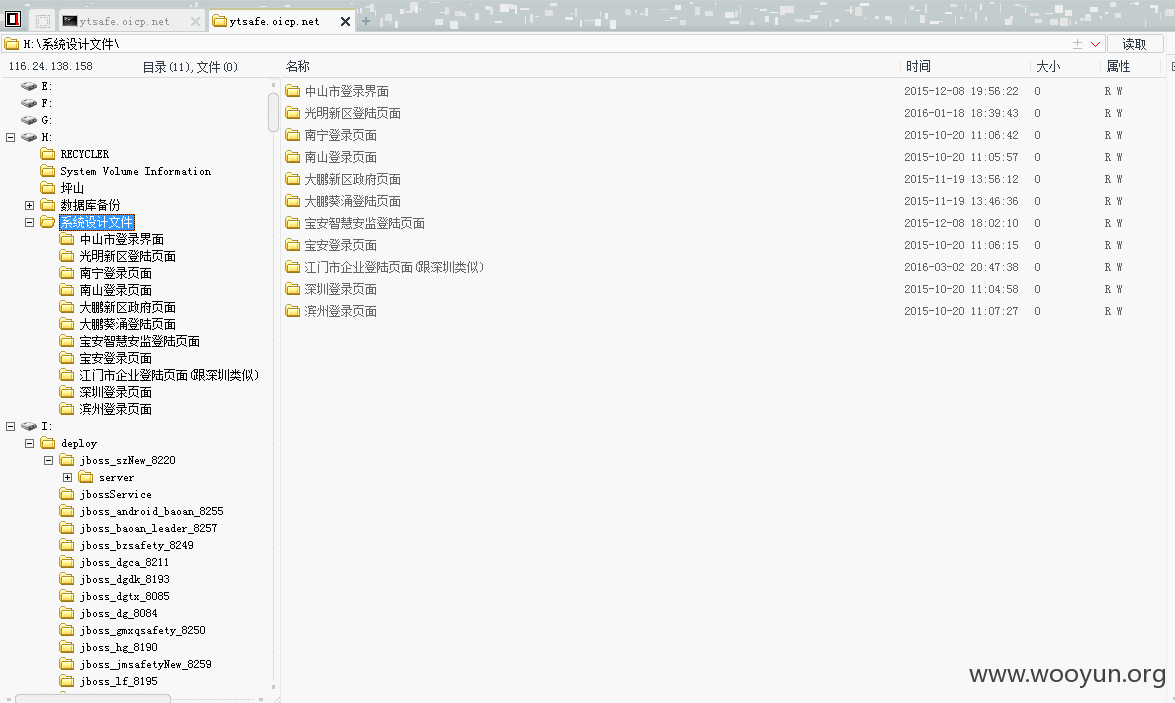 ytsafe.oicp.net ytsafe.oicp.net
H:\系统设计文件\ 读取
116.24.138.158 目录(11),文件(0) 名称 时间 大小 属性
E:
F:
G:
H:
RECYCLER
System Volume Information
坪山
数据库备份
系统设计文件
中山市登录界面
光明新区登陆页面
南宁登录页面
南山登录页面
大鹏新区政府页面
大鹏葵涌登陆页面
宝安智慧安监登陆页面
宝安登录页面
江门市企业登陆页面(跟深圳类似)
深圳登录页面
滨州登录页面
I:
deploy
jboss_szNew_8220
server
jbossService
jboss_android_baoan_8255
jboss_baoan_leader_8257
jboss_bzsafety_8249
jboss_dgca_8211
jboss_dgdk_8193
jboss_dgtx_8085
jboss_dg_8084
jboss_gmxqsafety_8250
jboss_hg_8190
jboss_jmsafetyNew_8259
jboss_lf_8195
中山市登录界面 2015-12-08 19:56:22 0 R W
光明新区登陆页面 2016-01-18 18:39:43 0 R W
南宁登录页面 2015-10-20 11:06:42 0 R W
南山登录页面 2015-10-20 11:05:57 0 R W
大鹏新区政府页面 2015-11-19 13:56:12 0 R W
大鹏葵涌登陆页面 2015-11-19 13:46:36 0 R W
宝安智慧安监登陆页面 2015-12-08 18:02:10 0 R W
宝安登录页面 2015-10-20 11:06:15 0 R W
江门市企业登陆页面(跟深圳类似) 2016-03-02 20:47:38 0 R W
深圳登录页面 2015-10-20 11:04:58 0 R W
滨州登录页面 2015-10-20 11:07:27 0 R W
www.wooyun.org